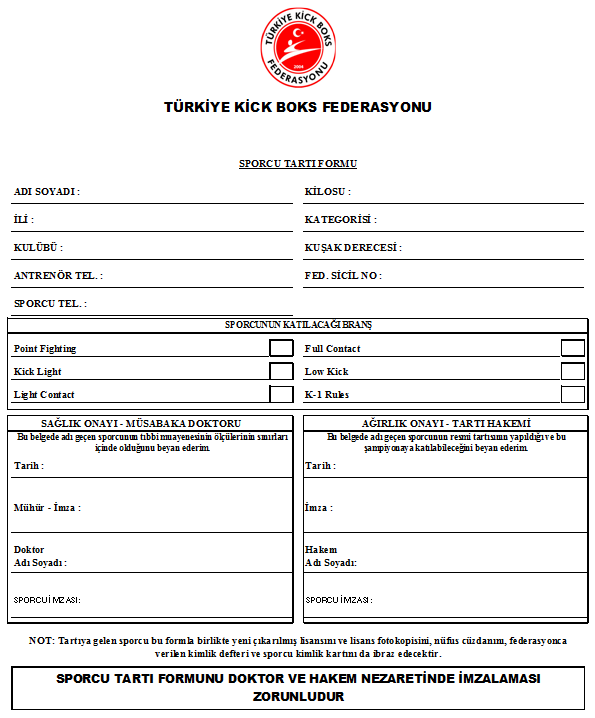 TÜRKİYE KİCK BOKS
FEDERASYONU
2004
TÜRKİYE KİCK BOKS FEDERASYONU
SPORCU TARTI FORMU
ADI SOYADI :
KİLOSU :
İLİ :
KATEGORİSİ :
KULÜBÜ :
KUŞAK DERECESİ :
ANTRENÖR TEL. :
FED. SİCİL NO :
SPORCU TEL. :
SPORCUNUN KATILACAĞI BRANŞ
Point Fighting
Full Contact
Kick Light
Low Kick
Light Contact
K-1 Rules
SAĞLIK ONAYI - MÜSABAKA DOKTORU
Bu belgede adı geçen sporcunun tıbbi muayenesinin ölçülerinin sınırları
içinde olduğunu beyan ederim.
Tarih :
Mühür - İmza :
Doktor
Adı Soyadı :
SPORCU İMZASI :
AĞIRLIK ONAYI - TARTI HAKEMİ
Bu belgede adı geçen sporcunun resmi tartısının yapıldığı ve bu
şampiyonaya katılabileceğini beyan ederim.
Tarih :
İmza :
Hakem
Adı Soyadı:
SPORCU İMZASI :
NOT: Tartıya gelen sporcu bu formla birlikte yeni çıkarılmış lisansını ve lisans fotokopisini, nüfus cüzdanını, federasyonca
verilen kimlik defteri ve sporcu kimlik kartını da ibraz edecektir.
SPORCU TARTI FORMUNU DOKTOR VE HAKEM NEZARETİNDE İMZALAMASI
ZORUNLUDUR